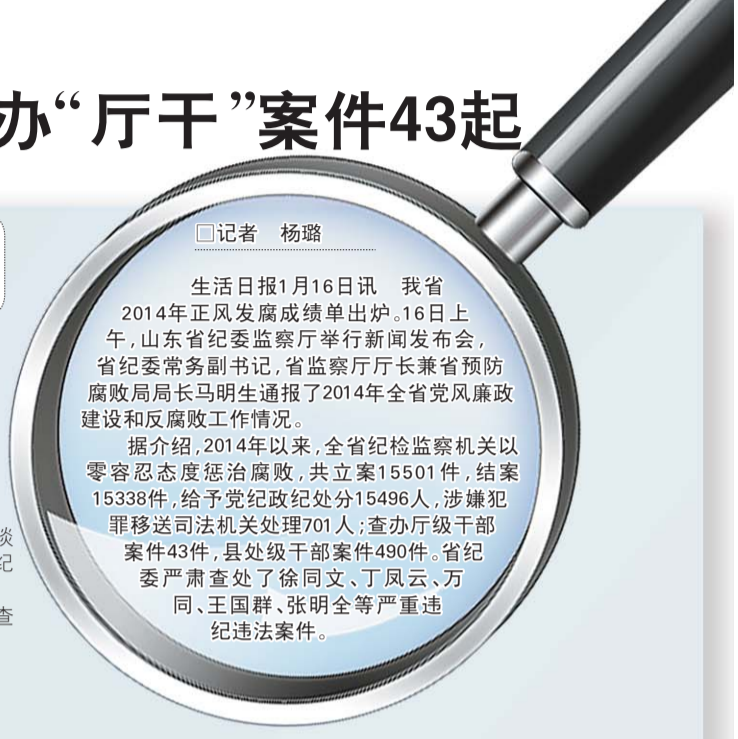 办“厅干”案件43起
□记者 杨璐
生活日报1月16日讯 我省
2014年正风发腐成绩单出炉。16日上
午,山东省纪委监察厅举行新闻发布会,
省纪委常务副书记,省监察厅厅长兼省预防
腐败局局长马明生通报了2014年全省党风廉政
建设和反腐败工作情况。
据介绍,2014年以来,全省纪检监察机关以
零容忍态度惩治腐败,共立案15501件,结案
15338件,给予党纪政纪处分15496人,涉嫌犯
罪移送司法机关处理701人;查办厅级干部
案件43件,县处级干部案件490件。省纪
委严肃查处了徐同文、丁凤云、万
同、王国群、张明全等严重违
纪违法案件。
谈
纪
查